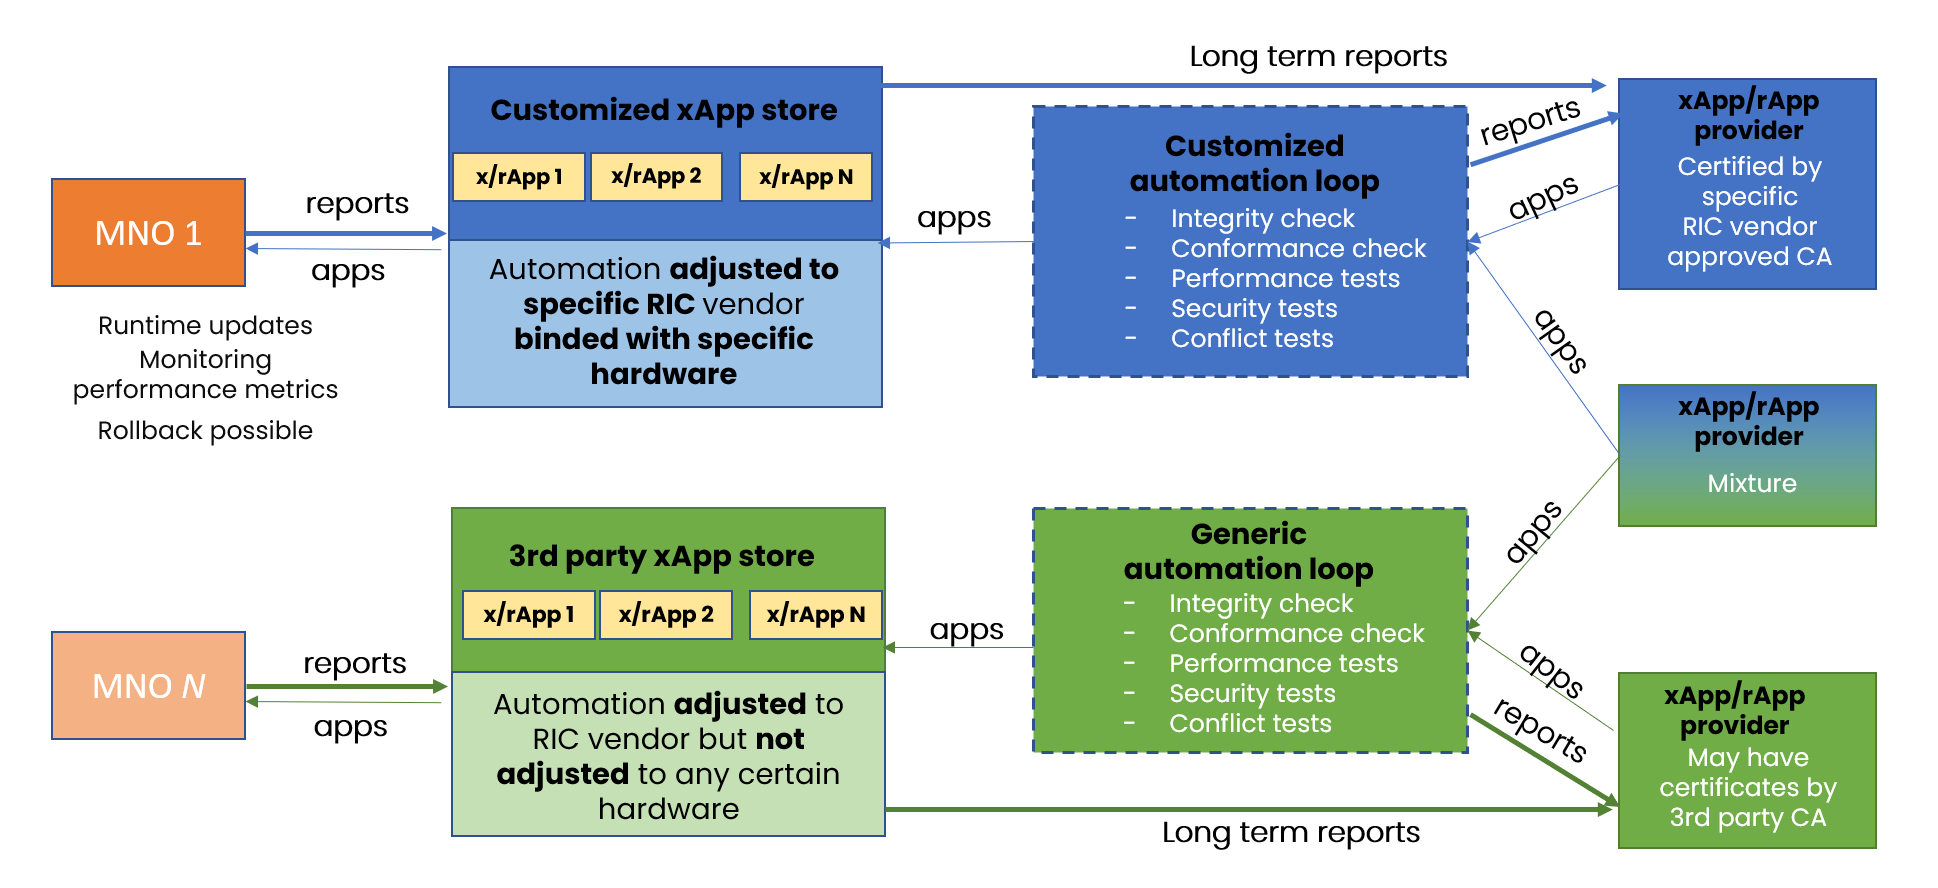 Long term reports
Customized xApp store
x/rApp 1
x/rApp 2
x/rApp N
Automation adjusted to
specific RIC vendor
binded with specific
hardware
MNO 1
reports
apps
Runtime updates
Monitoring
performance metrics
Rollback possible
apps
Customized
automation loop
- Integrity check
- Conformance check
- Performance tests
- Security tests
- Conflict tests
reports
apps
xApp/rApp
provider
Certified by
specific
RIC vendor
approved CA
apps
xApp/rApp
provider
Mixture
apps
3rd party xApp store
x/rApp 1
x/rApp 2
x/rApp N
Automation adjusted to
RIC vendor but not
adjusted to any certain
hardware
MNO N
reports
apps
apps
Generic
automation loop
- Integrity check
- Conformance check
- Performance tests
- Security tests
- Conflict tests
apps
reports
xApp/rApp
provider
May have
certificates by
3rd party CA
Long term reports